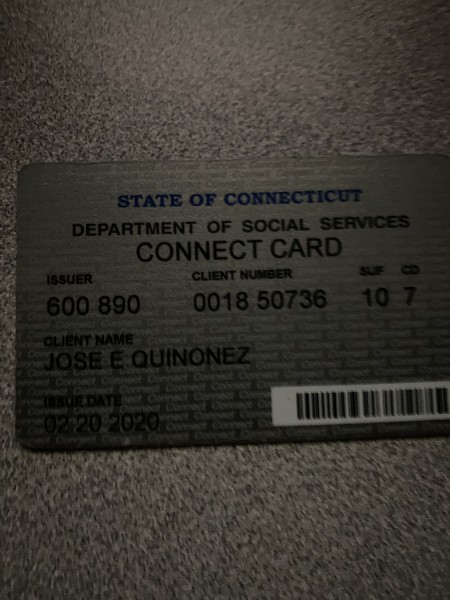 STATE OF CONNECTICUT
DEPARTMENT OF SOCIAL SERVICES
CONNECT CARD
ISSUER CLIENT NUMBER SUF CD
600 890 0018 50736 10 7
CLIENT NAME
JOSE E QUINONEZ
ISSUE DATE
02 20 2020